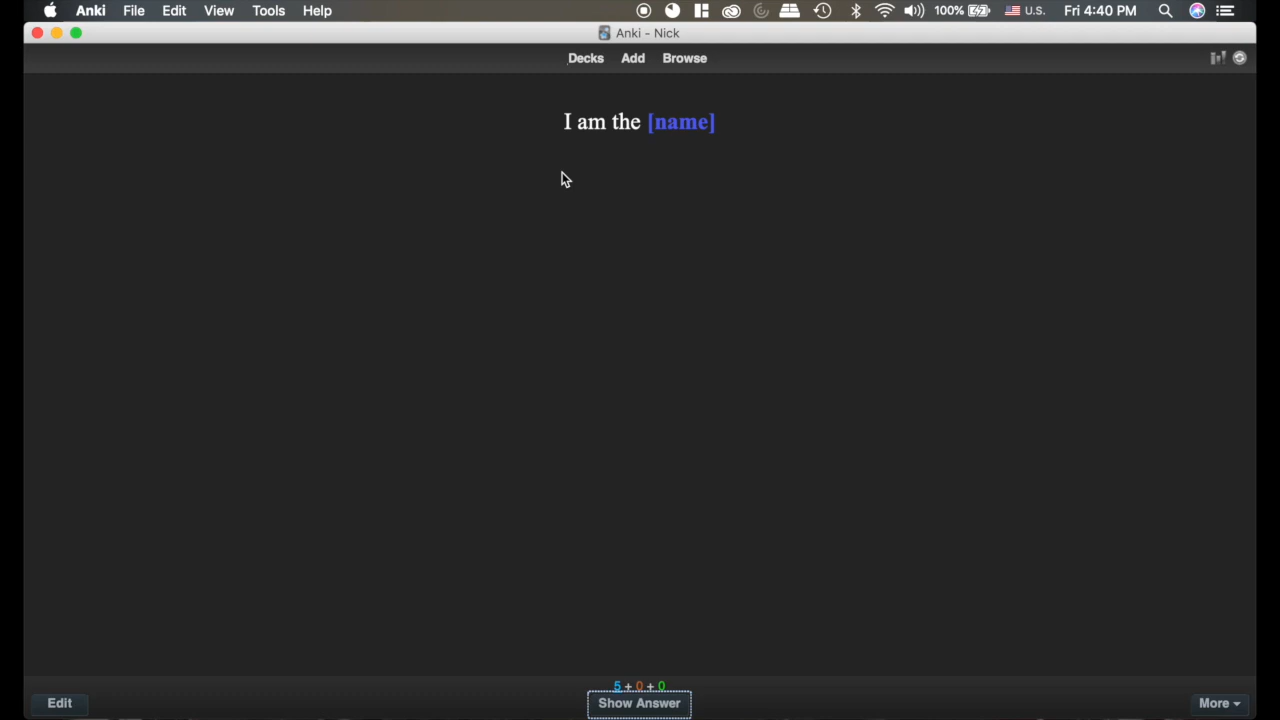 Anki File Edit View Tools Help 100% U.S. Fri 4:40 PM
Anki - Nick
Decks Add Browse
I am the [name]
5 + 0 + 0
Edit Show Answer More